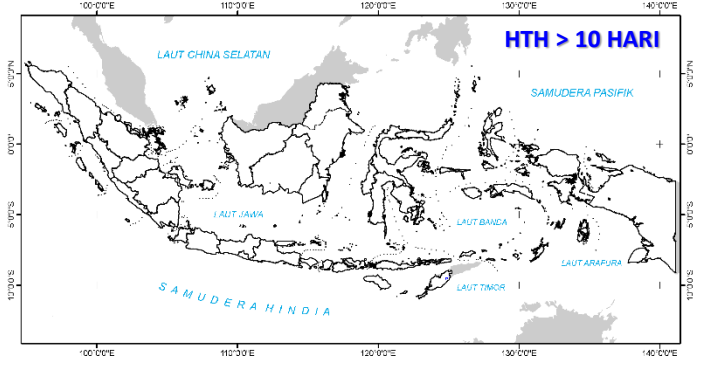 100°0'0"E 110°0'0"E 120°0'0"E 130°0'0"E 140°0'0"E
HTH > 10 HARI
LAUT CHINA SELATAN
SAMUDERA PASIFIK
5°0'0"N 5°0'0"N
0°0'0" 0°0'0"
LAUT JAWA
LAUT BANDA
5°0'0"S 5°0'0"S
LAUT ARAFURA
LAUT TIMOR
SAMUDERA HINDIA
10°0'0"S 10°0'0"S
100°0'0"E 110°0'0"E 120°0'0"E 130°0'0"E 140°0'0"E